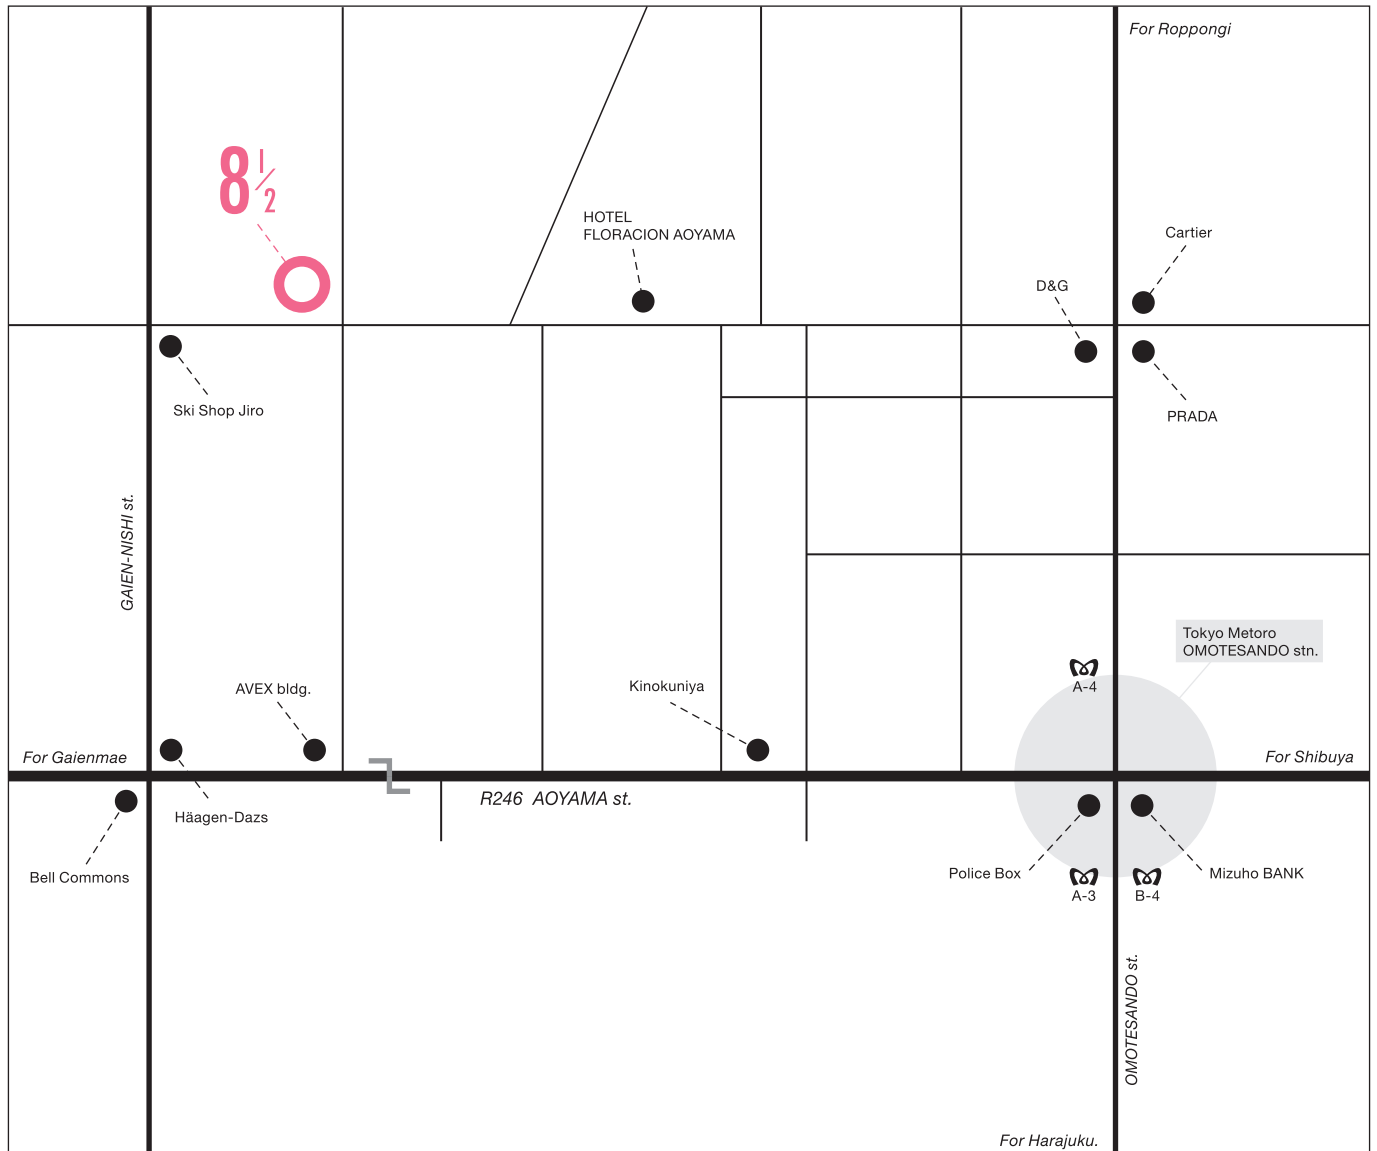 For Roppongi
8 1/2
HOTEL
FLORACION AOYAMA
Cartier
D&G
Ski Shop Jiro
PRADA
GAIEN-NISHI st.
Tokyo Metoro
OMOTESANDO stn.
A-4
AVEX bldg.
Kinokuniya
For Gaienmae
For Shibuya
R246 AOYAMA st.
Häagen-Dazs
Bell Commons
Police Box
Mizuho BANK
A-3
B-4
OMOTESANDO st.
For Harajuku.